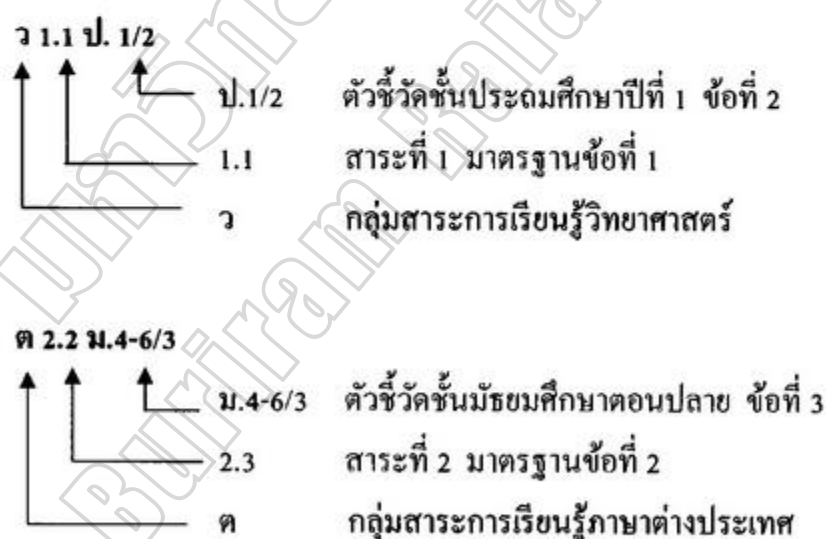 ว 1.1 ป. 1/2
ป.1/2 ตัวชี้วัดชั้นประถมศึกษาปีที่ 1 ข้อที่ 2
1.1 สาระที่ 1 มาตรฐานข้อที่ 1
ว กลุ่มสาระการเรียนรู้วิทยาศาสตร์
ต 2.2 ม.4-6/3
ม.4-6/3 ตัวชี้วัดชั้นมัธยมศึกษาตอนปลาย ข้อที่ 3
2.3 สาระที่ 2 มาตรฐานข้อที่ 2
ต กลุ่มสาระการเรียนรู้ภาษาต่างประเทศ
Buriram